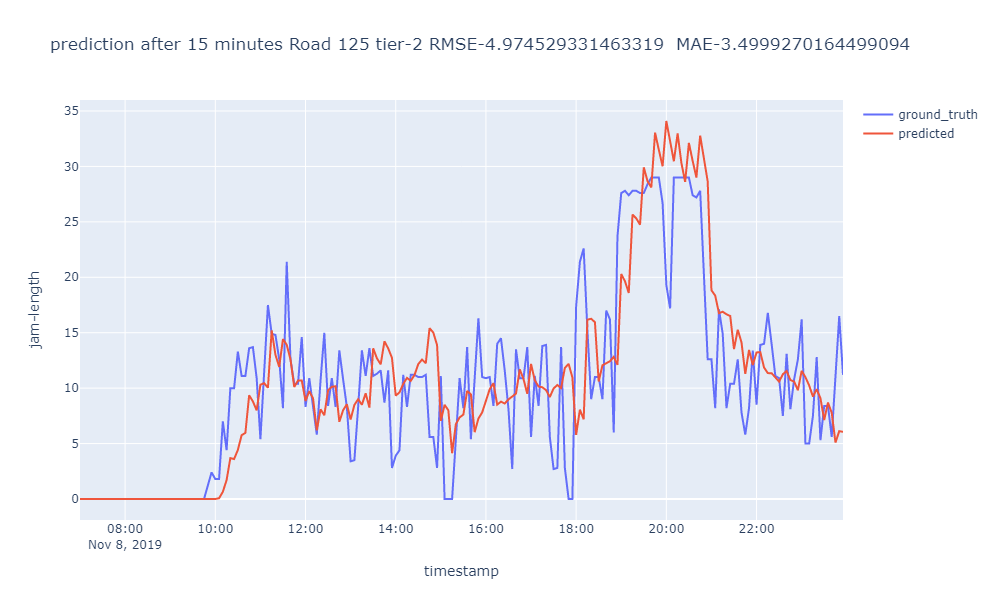 prediction after 15 minutes Road 125 tier-2 RMSE-4.974529331463319  MAE-3.4999270164499094
ground_truth
predicted
35
30
25
20
15
10
5
0
jam-length
08:00 10:00 12:00 14:00 16:00 18:00 20:00 22:00
Nov 8, 2019
timestamp